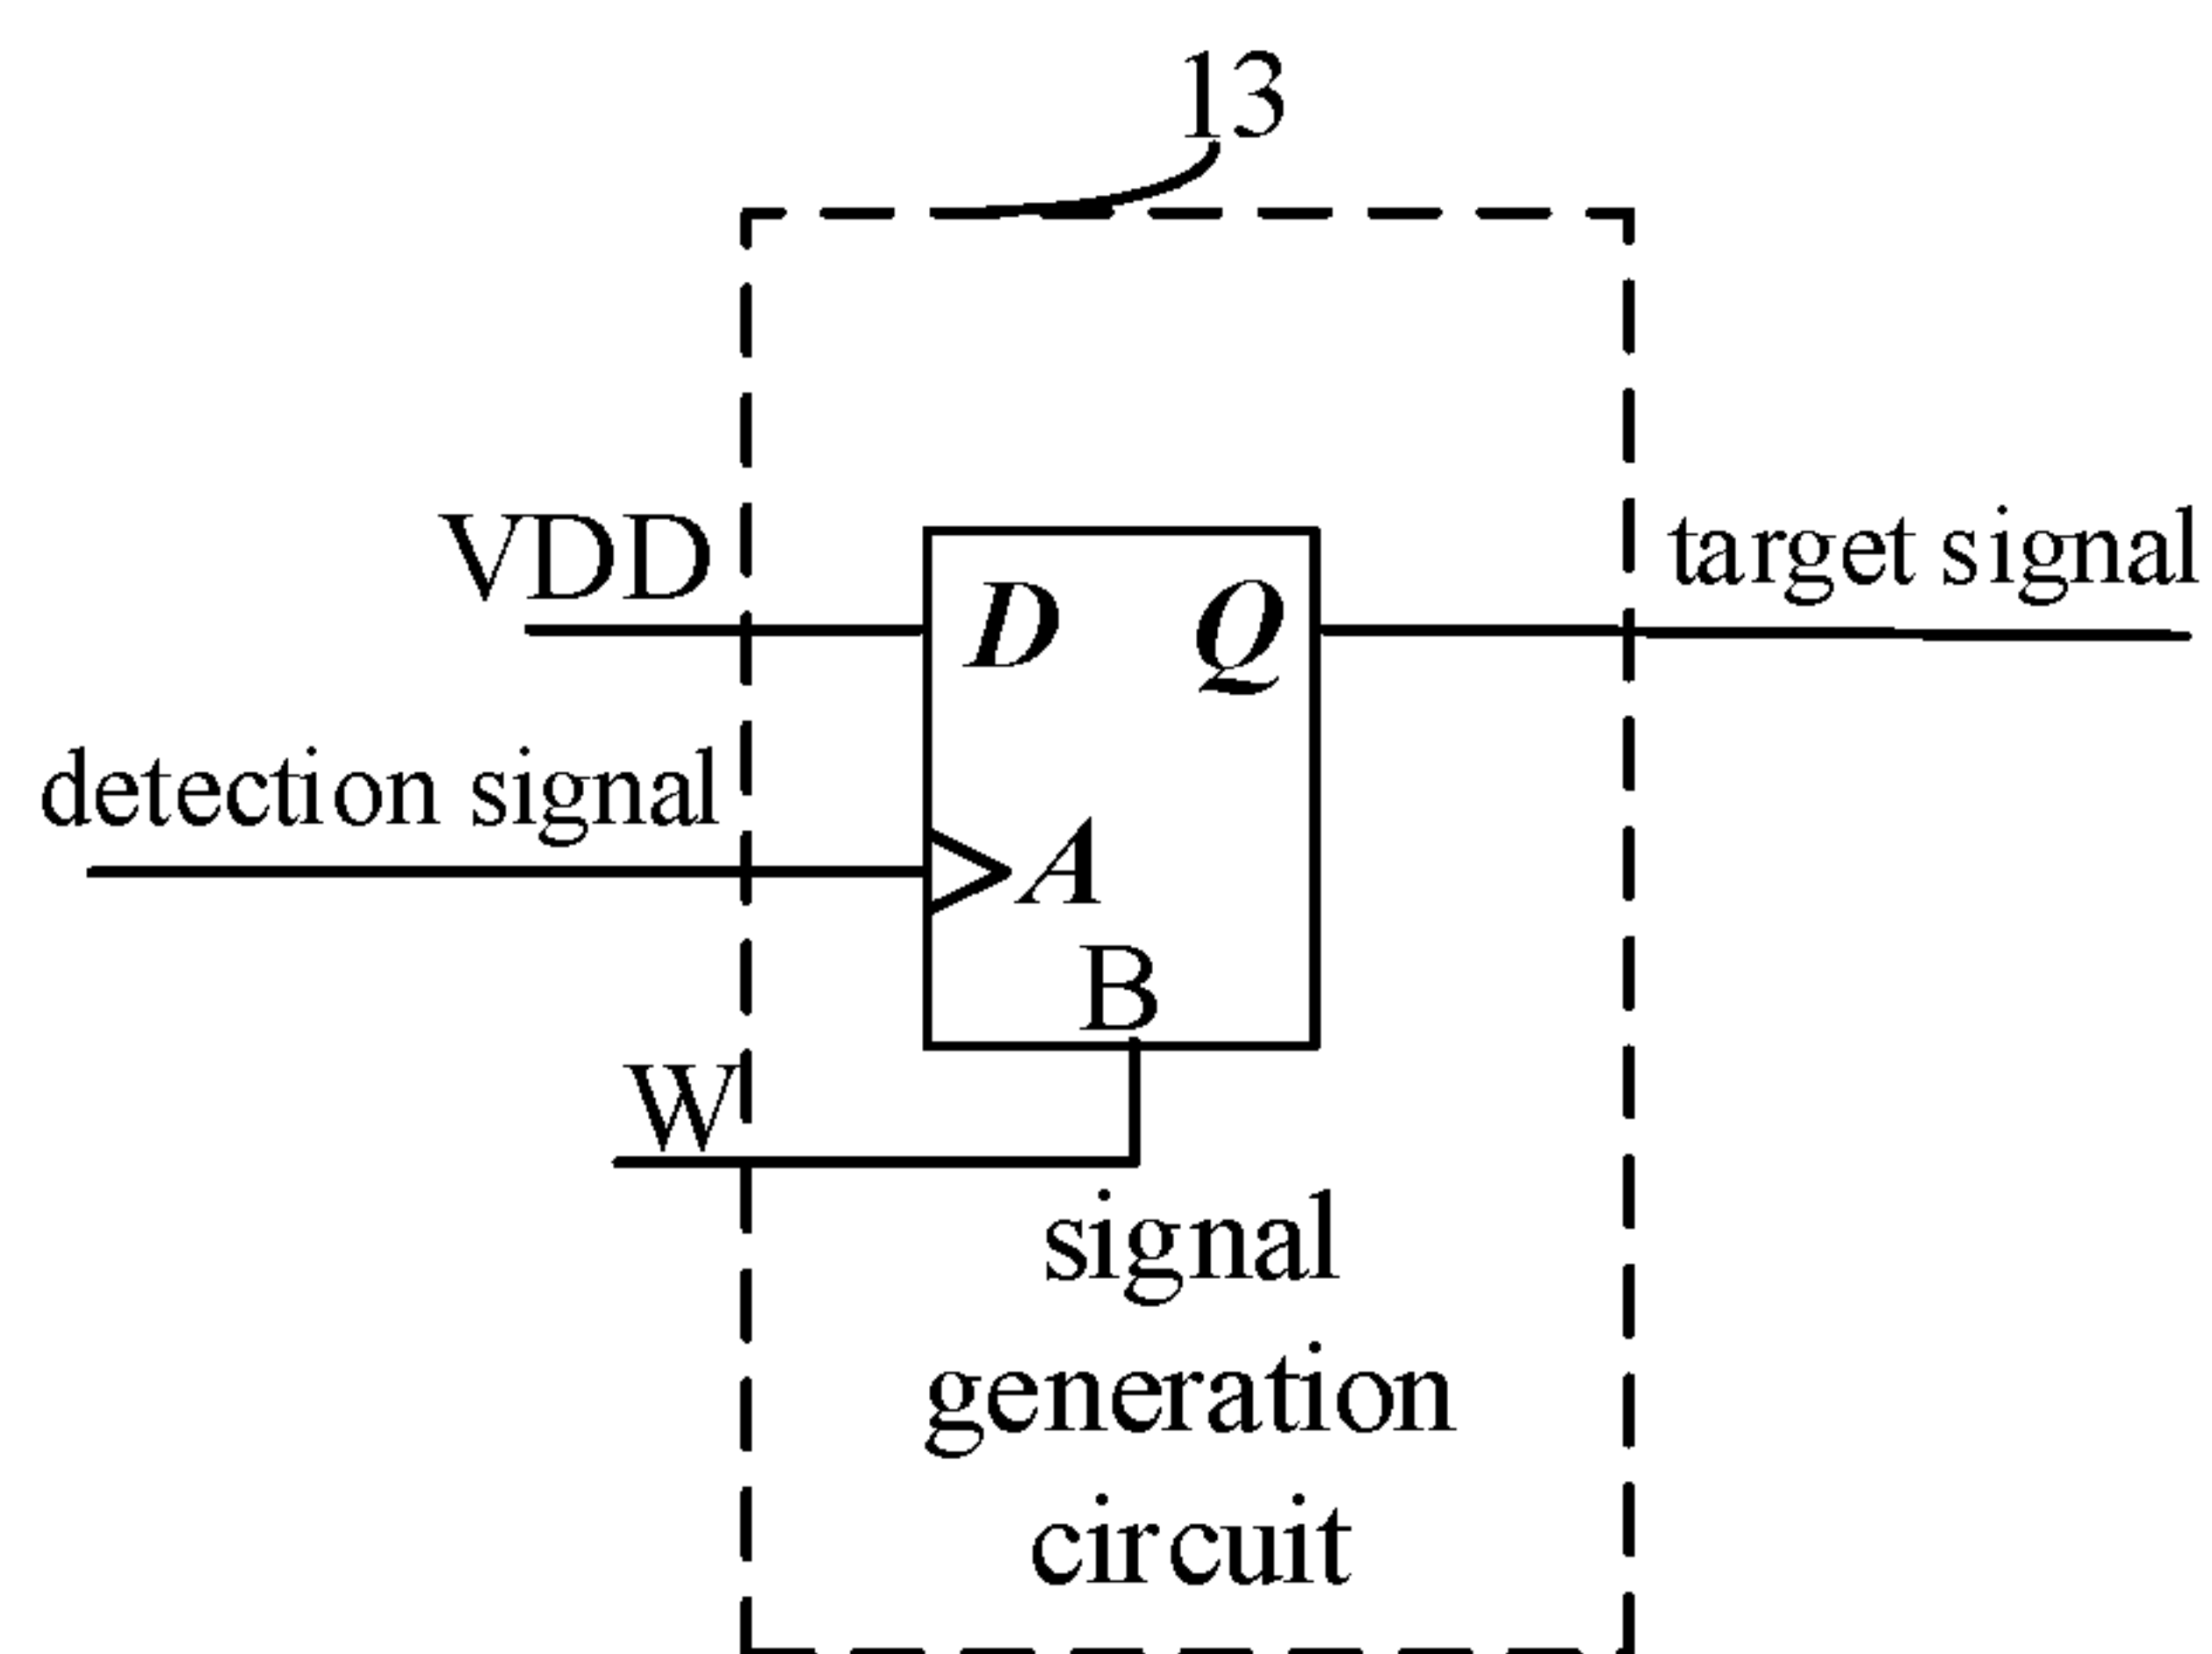 13
VDD
D
Q
target signal
detection signal
A
B
W
signal
generation
circuit